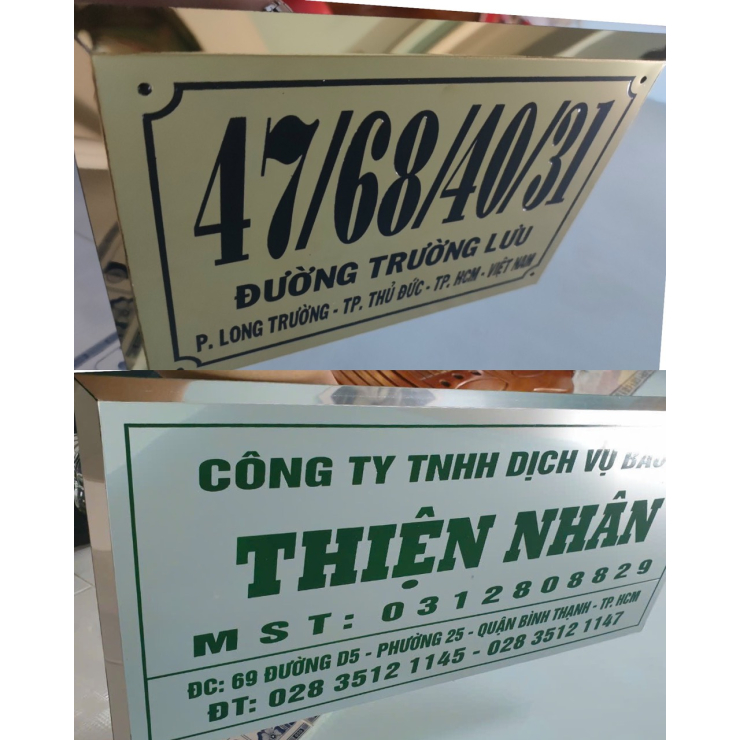 47/68/40/31
ĐƯỜNG TRƯỜNG LƯU
P. LONG TRƯỜNG - TP. THỦ ĐỨC - TP. HCM - VIỆT NAM
CÔNG TY TNHH DỊCH VỤ BẢO
THIỆN NHÂN
MST: 0312808829
ĐC: 69 ĐƯỜNG D5 - PHƯỜNG 25 - QUẬN BÌNH THẠNH - TP. HCM
ĐT: 028 3512 1145 - 028 3512 1147